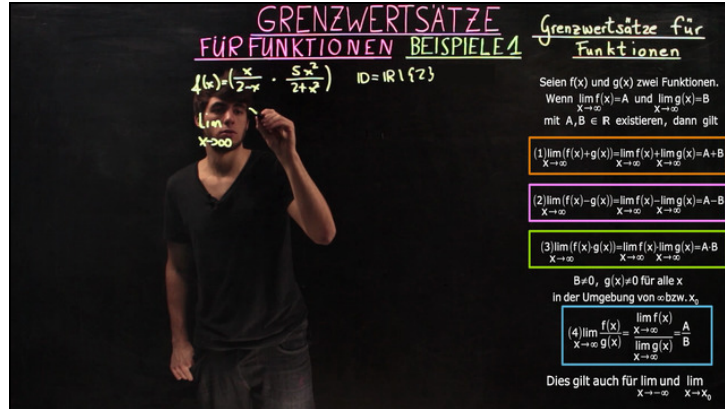 GRENZWERTSÄTZE
FÜR FUNKTIONEN BEISPIELE 1
f(x)=(x/(2-x) · 5x²/(2+x²)) ID=IR\{2}
Lim
x→∞
Grenzwertsätze für
Funktionen
Seien f(x) und g(x) zwei Funktionen.
Wenn lim f(x)=A und lim g(x)=B
x→∞ x→∞
mit A,B ∈ ℝ existieren, dann gilt
(1)lim(f(x)+g(x))=lim f(x)+lim g(x)=A+B
x→∞ x→∞ x→∞
(2)lim(f(x)-g(x))=lim f(x)-lim g(x)=A-B
x→∞ x→∞ x→∞
(3)lim(f(x)·g(x))=lim f(x)·lim g(x)=A·B
x→∞ x→∞ x→∞
B≠0, g(x)≠0 für alle x
in der Umgebung von ∞ bzw. x₀
(4)lim f(x)/g(x) = lim f(x)/lim g(x) = A/B
x→∞ x→∞ x→∞
Dies gilt auch für lim und lim
x→-∞ x→x₀